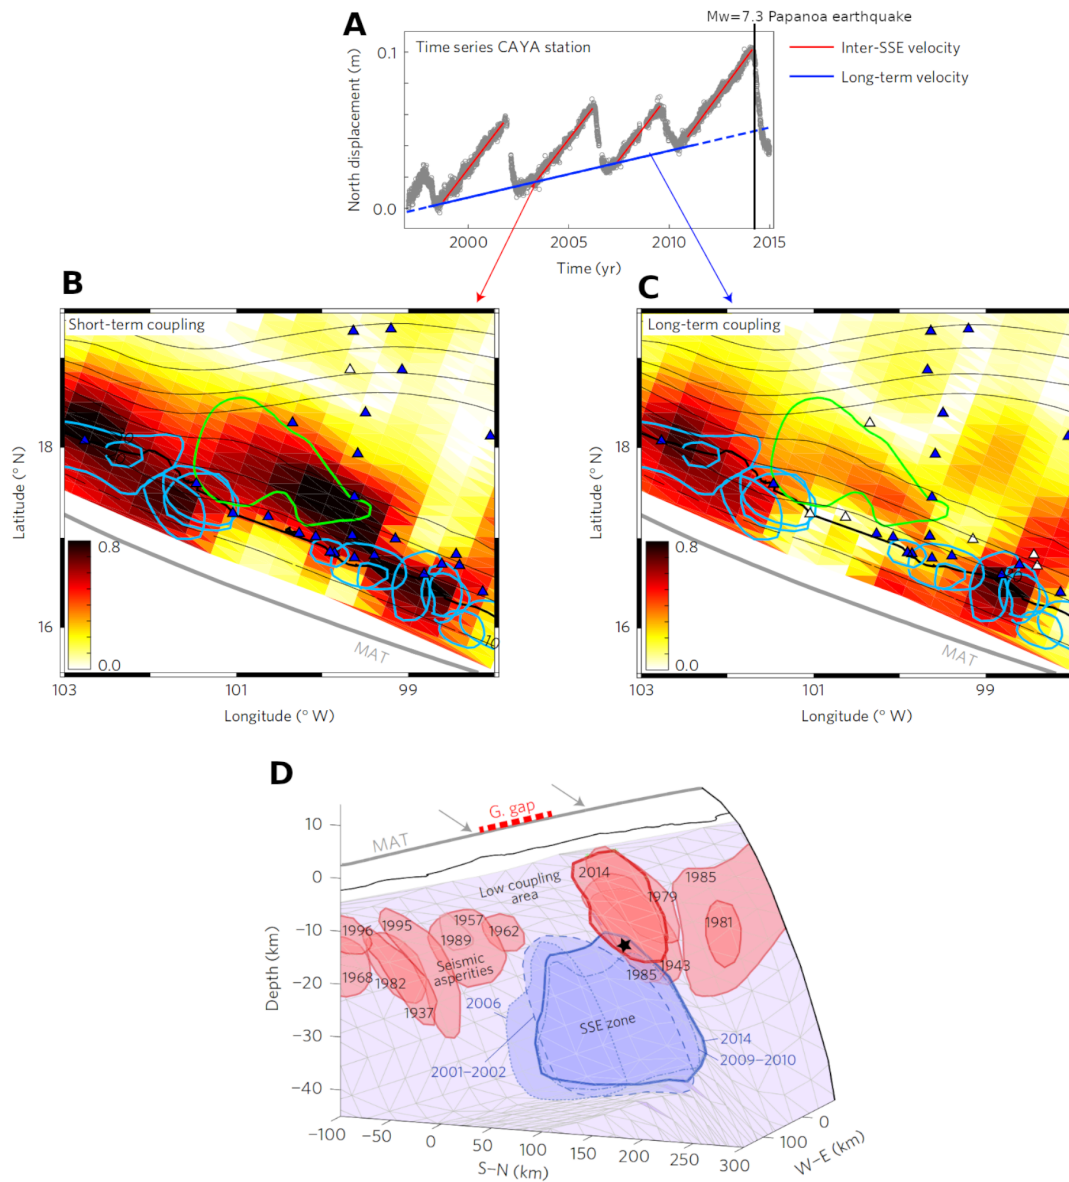 A
Mw=7.3 Papanoa earthquake
Time series CAYA station
Inter-SSE velocity
Long-term velocity
North displacement (m)
0.1
0.0
2000
2005
2010
2015
Time (yr)
B
Short-term coupling
Latitude (° N)
18
16
0.8
0.0
MAT
10
103
101
99
Longitude (° W)
C
Long-term coupling
Latitude (° N)
18
16
0.8
0.0
MAT
103
101
99
Longitude (° W)
D
G. gap
MAT
Low coupling
area
2014
1979
1985
1981
1996
1995
1957
1962
1989
Seismic
asperities
1968
1982
1937
1943
1985
2006
SSE zone
2001–2002
2014
2009–2010
Depth (km)
10
0
−10
−20
−30
−40
−100
−50
0
50
100
150
200
250
300
S–N (km)
0
100
W–E (km)